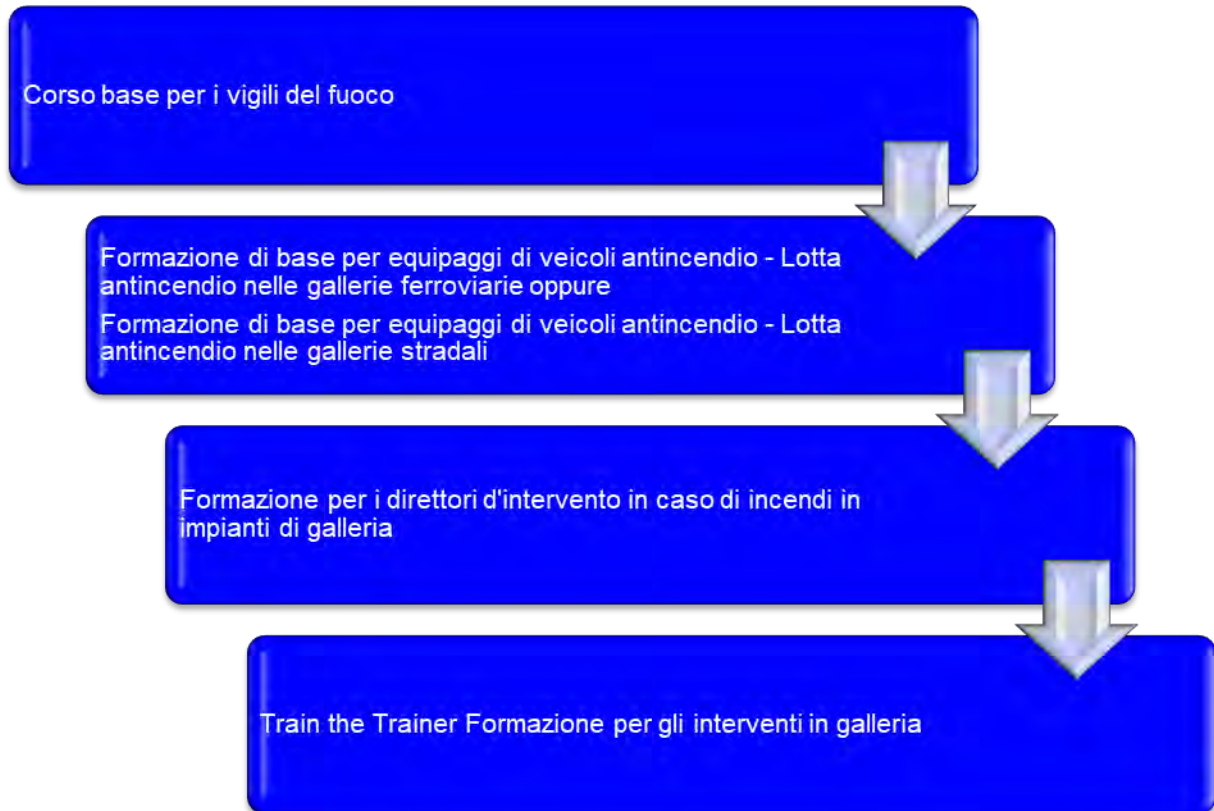 Corso base per i vigili del fuoco
Formazione di base per equipaggi di veicoli antincendio - Lotta
antincendio nelle gallerie ferroviarie oppure
Formazione di base per equipaggi di veicoli antincendio - Lotta
antincendio nelle gallerie stradali
Formazione per i direttori d'intervento in caso di incendi in
impianti di galleria
Train the Trainer Formazione per gli interventi in galleria